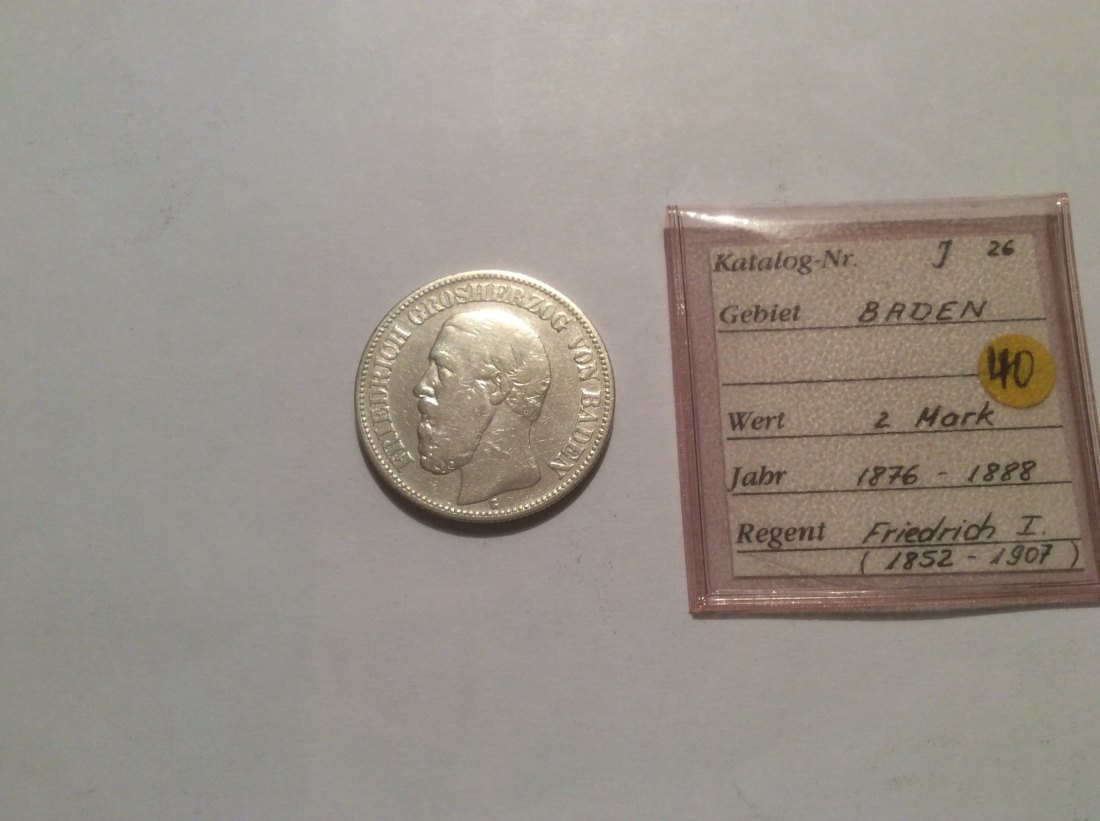 FRIEDRICH GROSHERZOG VON BADEN
G
Katalog-Nr. J 26
Gebiet BADEN
40
Wert 2 Mark
Jahr 1876 - 1888
Regent Friedrich I.
( 1852 - 1907 )